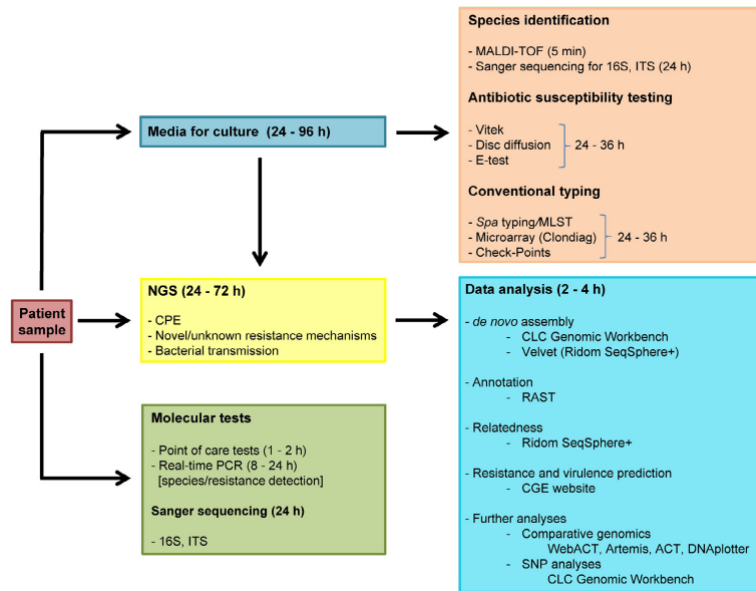 Species identification
- MALDI-TOF (5 min)
- Sanger sequencing for 16S, ITS (24 h)
Antibiotic susceptibility testing
- Vitek
- Disc diffusion
- E-test
24 - 36 h
Conventional typing
- Spa typing/MLST
- Microarray (Clondiag)
- Check-Points
24 - 36 h
Media for culture (24 - 96 h)
Patient
sample
NGS (24 - 72 h)
- CPE
- Novel/unknown resistance mechanisms
- Bacterial transmission
Molecular tests
- Point of care tests (1 - 2 h)
- Real-time PCR (8 - 24 h)
[species/resistance detection]
Sanger sequencing (24 h)
- 16S, ITS
Data analysis (2 - 4 h)
- de novo assembly
- CLC Genomic Workbench
- Velvet (Ridom SeqSphere+)
- Annotation
- RAST
- Relatedness
- Ridom SeqSphere+
- Resistance and virulence prediction
- CGE website
- Further analyses
- Comparative genomics
WebACT, Artemis, ACT, DNAplotter
- SNP analyses
CLC Genomic Workbench